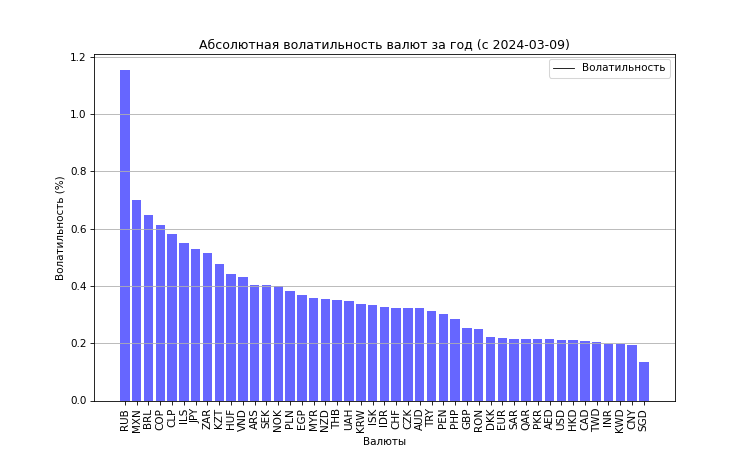 Абсолютная волатильность валют за год (с 2024-03-09)
Волатильность
Волатильность (%)
1.2
1.0
0.8
0.6
0.4
0.2
0.0
RUB
MXN
BRL
COP
CLP
ILS
JPY
ZAR
KZT
HUF
VND
ARS
SEK
NOK
PLN
EGP
MYR
NZD
THB
UAH
KRW
ISK
IDR
CHF
CZK
AUD
TRY
PEN
PHP
GBP
RON
DKK
EUR
SAR
QAR
PKR
AED
USD
HKD
CAD
TWD
INR
KWD
CNY
SGD
Валюты